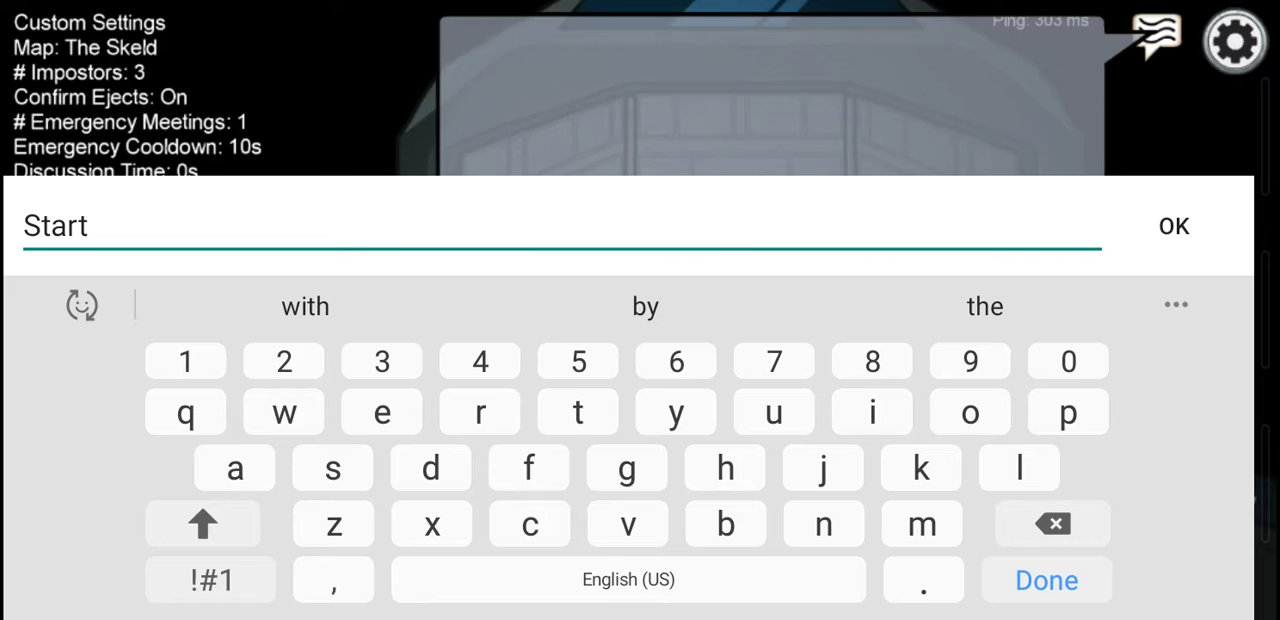 Custom Settings
Map: The Skeld
# Impostors: 3
Confirm Ejects: On
# Emergency Meetings: 1
Emergency Cooldown: 10s
Discussion Time: 0s
Ping: 303 ms
Start
OK
with by the
1 2 3 4 5 6 7 8 9 0
q w e r t y u i o p
a s d f g h j k l
z x c v b n m
!#1 , English (US) . Done